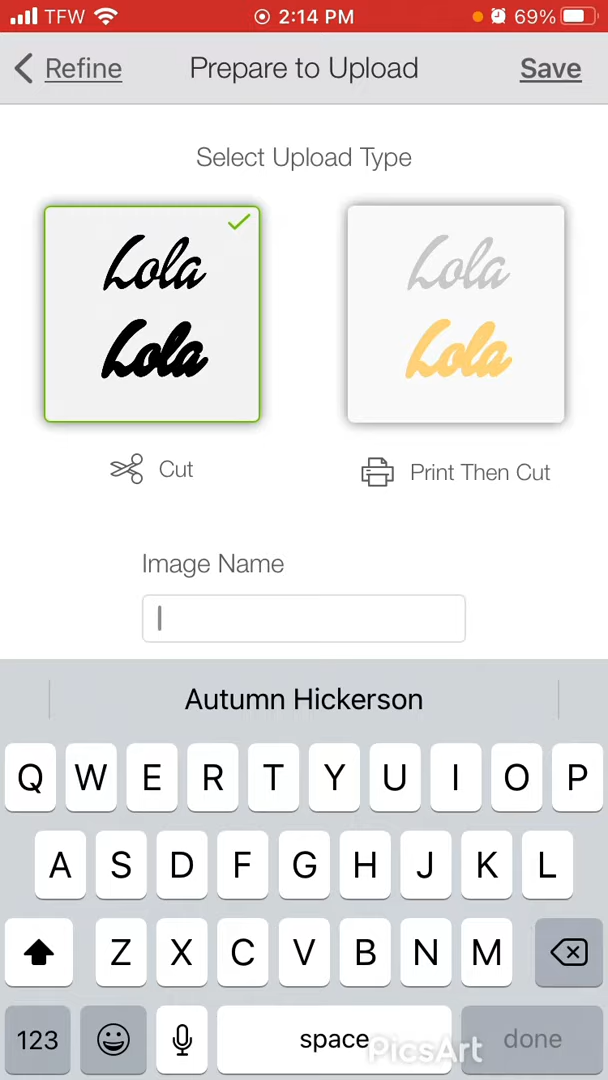 TFW 2:14 PM 69%
Refine Prepare to Upload Save
Select Upload Type
Lola Lola
Lola Lola
Cut Print Then Cut
Image Name
Autumn Hickerson
Q W E R T Y U I O P
A S D F G H J K L
Z X C V B N M
123 space done
PicsArt